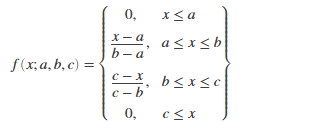 0, x ≤ a
x − a / b − a, a ≤ x ≤ b
f(x; a, b, c) =
c − x / c − b, b ≤ x ≤ c
0, c ≤ x